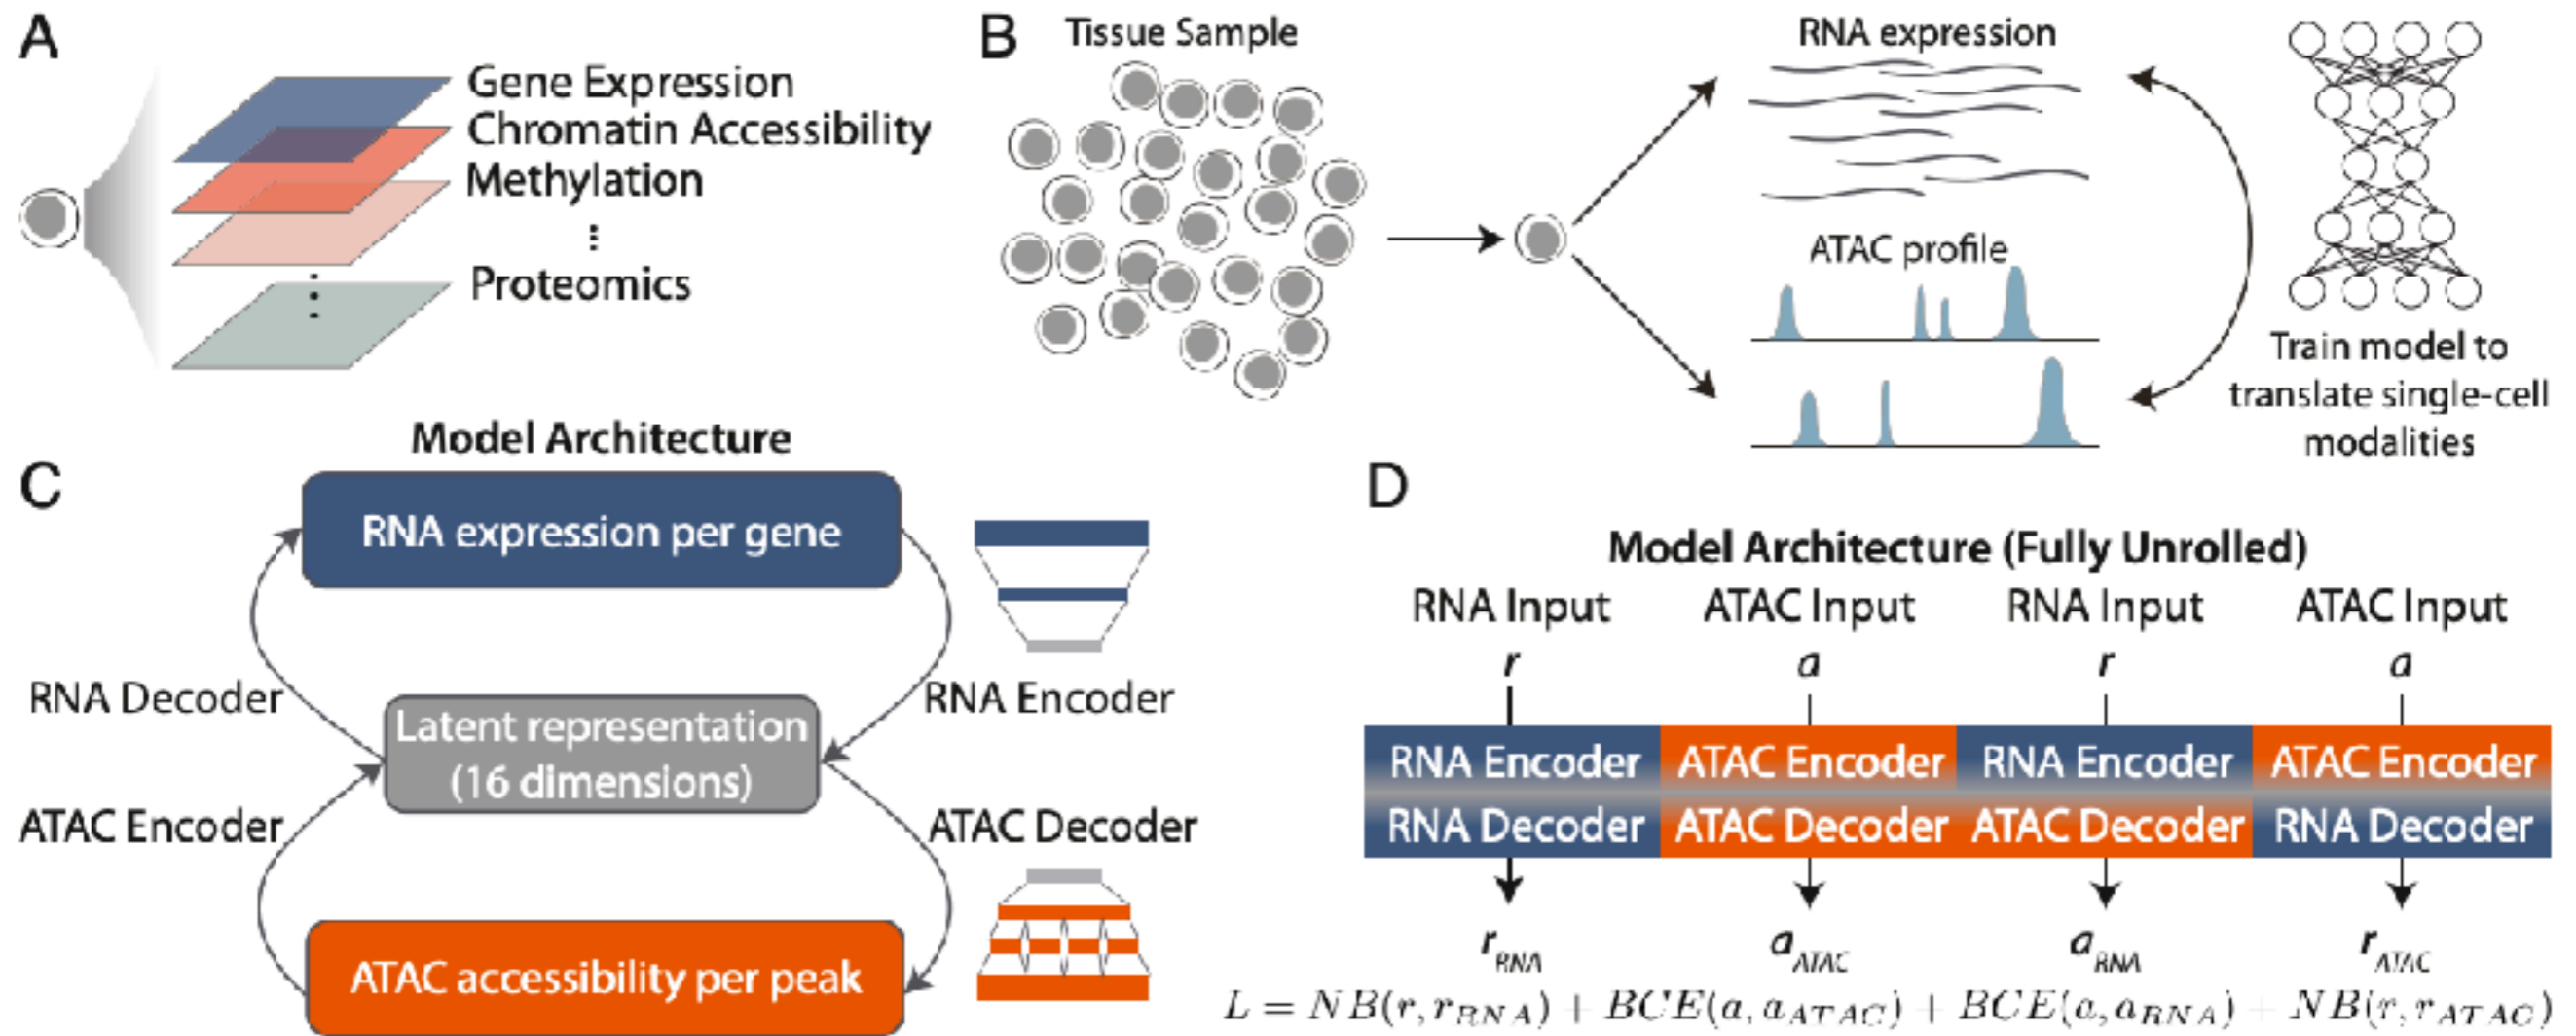 A
Gene Expression
Chromatin Accessibility
Methylation
Proteomics
B
Tissue Sample
RNA expression
ATAC profile
Train model to
translate single-cell
modalities
C
Model Architecture
RNA expression per gene
RNA Decoder
RNA Encoder
Latent representation
(16 dimensions)
ATAC Encoder
ATAC Decoder
ATAC accessibility per peak
D
Model Architecture (Fully Unrolled)
RNA Input ATAC Input RNA Input ATAC Input
r a r a
RNA Encoder ATAC Encoder RNA Encoder ATAC Encoder
RNA Decoder ATAC Decoder ATAC Decoder RNA Decoder
r_RNA a_ATAC a_RNA r_ATAC
L = NB(r, r_RNA) + BCE(a, a_ATAC) + BCE(a, a_RNA) + NB(r, r_ATAC)